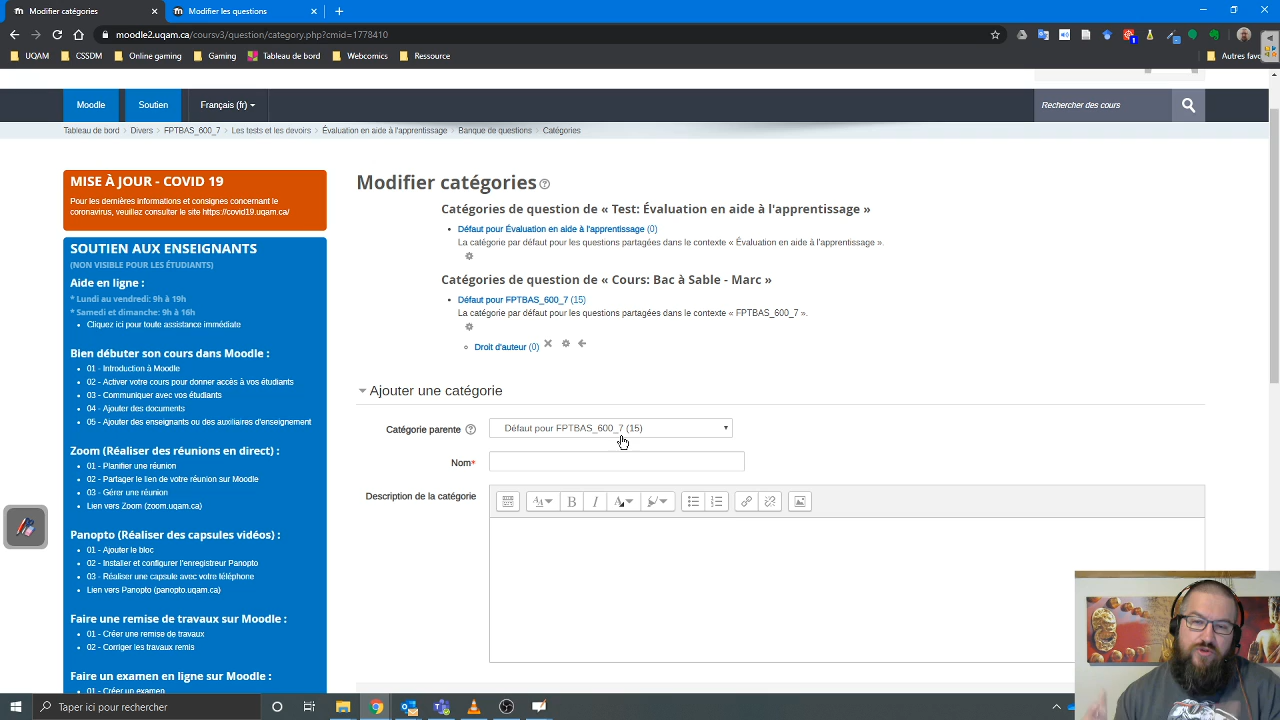 Modifier catégories
Modifier les questions
moodle2.uqam.ca/coursv3/question/category.php?cmid=1778410
UQAM CSSDM Online gaming Gaming Tableau de bord Webcomics Ressource Autres favo
Moodle Soutien Français (fr) Rechercher des cours
Tableau de bord › Divers › FPTBAS_600_7 › Les tests et les devoirs › Évaluation en aide à l'apprentissage › Banque de questions › Catégories
MISE À JOUR - COVID 19
Pour les dernières informations et consignes concernant le
coronavirus, veuillez consulter le site https://covid19.uqam.ca/
SOUTIEN AUX ENSEIGNANTS
(NON VISIBLE POUR LES ÉTUDIANTS)
Aide en ligne :
* Lundi au vendredi: 9h à 19h
* Samedi et dimanche: 9h à 16h
• Cliquez ici pour toute assistance immédiate
Bien débuter son cours dans Moodle :
• 01 - Introduction à Moodle
• 02 - Activer votre cours pour donner accès à vos étudiants
• 03 - Communiquer avec vos étudiants
• 04 - Ajouter des documents
• 05 - Ajouter des enseignants ou des auxiliaires d'enseignement
Zoom (Réaliser des réunions en direct) :
• 01 - Planifier une réunion
• 02 - Partager le lien de votre réunion sur Moodle
• 03 - Gérer une réunion
• Lien vers Zoom (zoom.uqam.ca)
Panopto (Réaliser des capsules vidéos) :
• 01 - Ajouter le bloc
• 02 - Installer et configurer l'enregistreur Panopto
• 03 - Réaliser une capsule avec votre téléphone
• Lien vers Panopto (panopto.uqam.ca)
Faire une remise de travaux sur Moodle :
• 01 - Créer une remise de travaux
• 02 - Corriger les travaux remis
Faire un examen en ligne sur Moodle :
• 01 - Créer un examen
Modifier catégories
Catégories de question de « Test: Évaluation en aide à l'apprentissage »
• Défaut pour Évaluation en aide à l'apprentissage (0)
La catégorie par défaut pour les questions partagées dans le contexte « Évaluation en aide à l'apprentissage ».
Catégories de question de « Cours: Bac à Sable - Marc »
• Défaut pour FPTBAS_600_7 (15)
La catégorie par défaut pour les questions partagées dans le contexte « FPTBAS_600_7 ».
Droit d'auteur (0)
Ajouter une catégorie
Catégorie parente Défaut pour FPTBAS_600_7 (15)
Nom*
Description de la catégorie
Taper ici pour rechercher